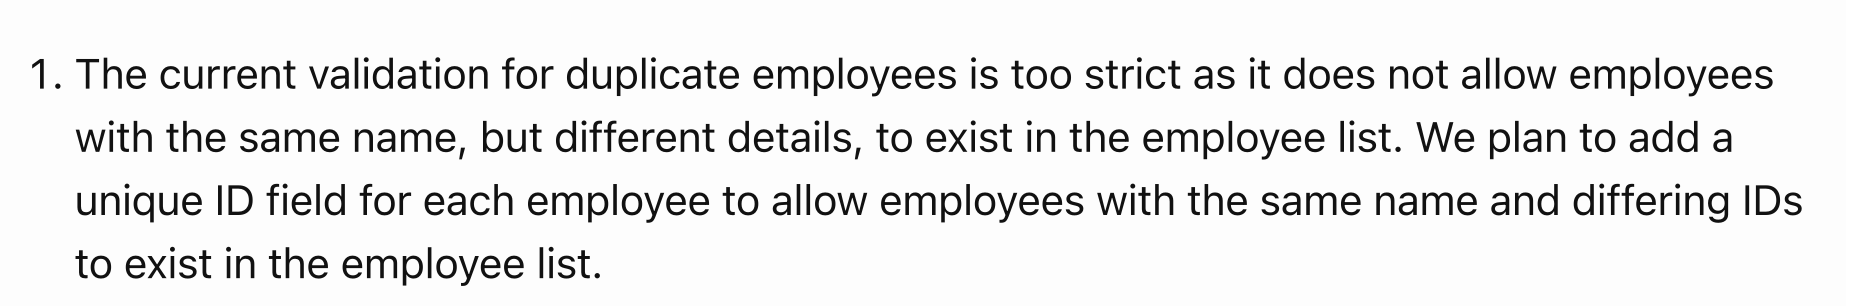 1. The current validation for duplicate employees is too strict as it does not allow employees
with the same name, but different details, to exist in the employee list. We plan to add a
unique ID field for each employee to allow employees with the same name and differing IDs
to exist in the employee list.